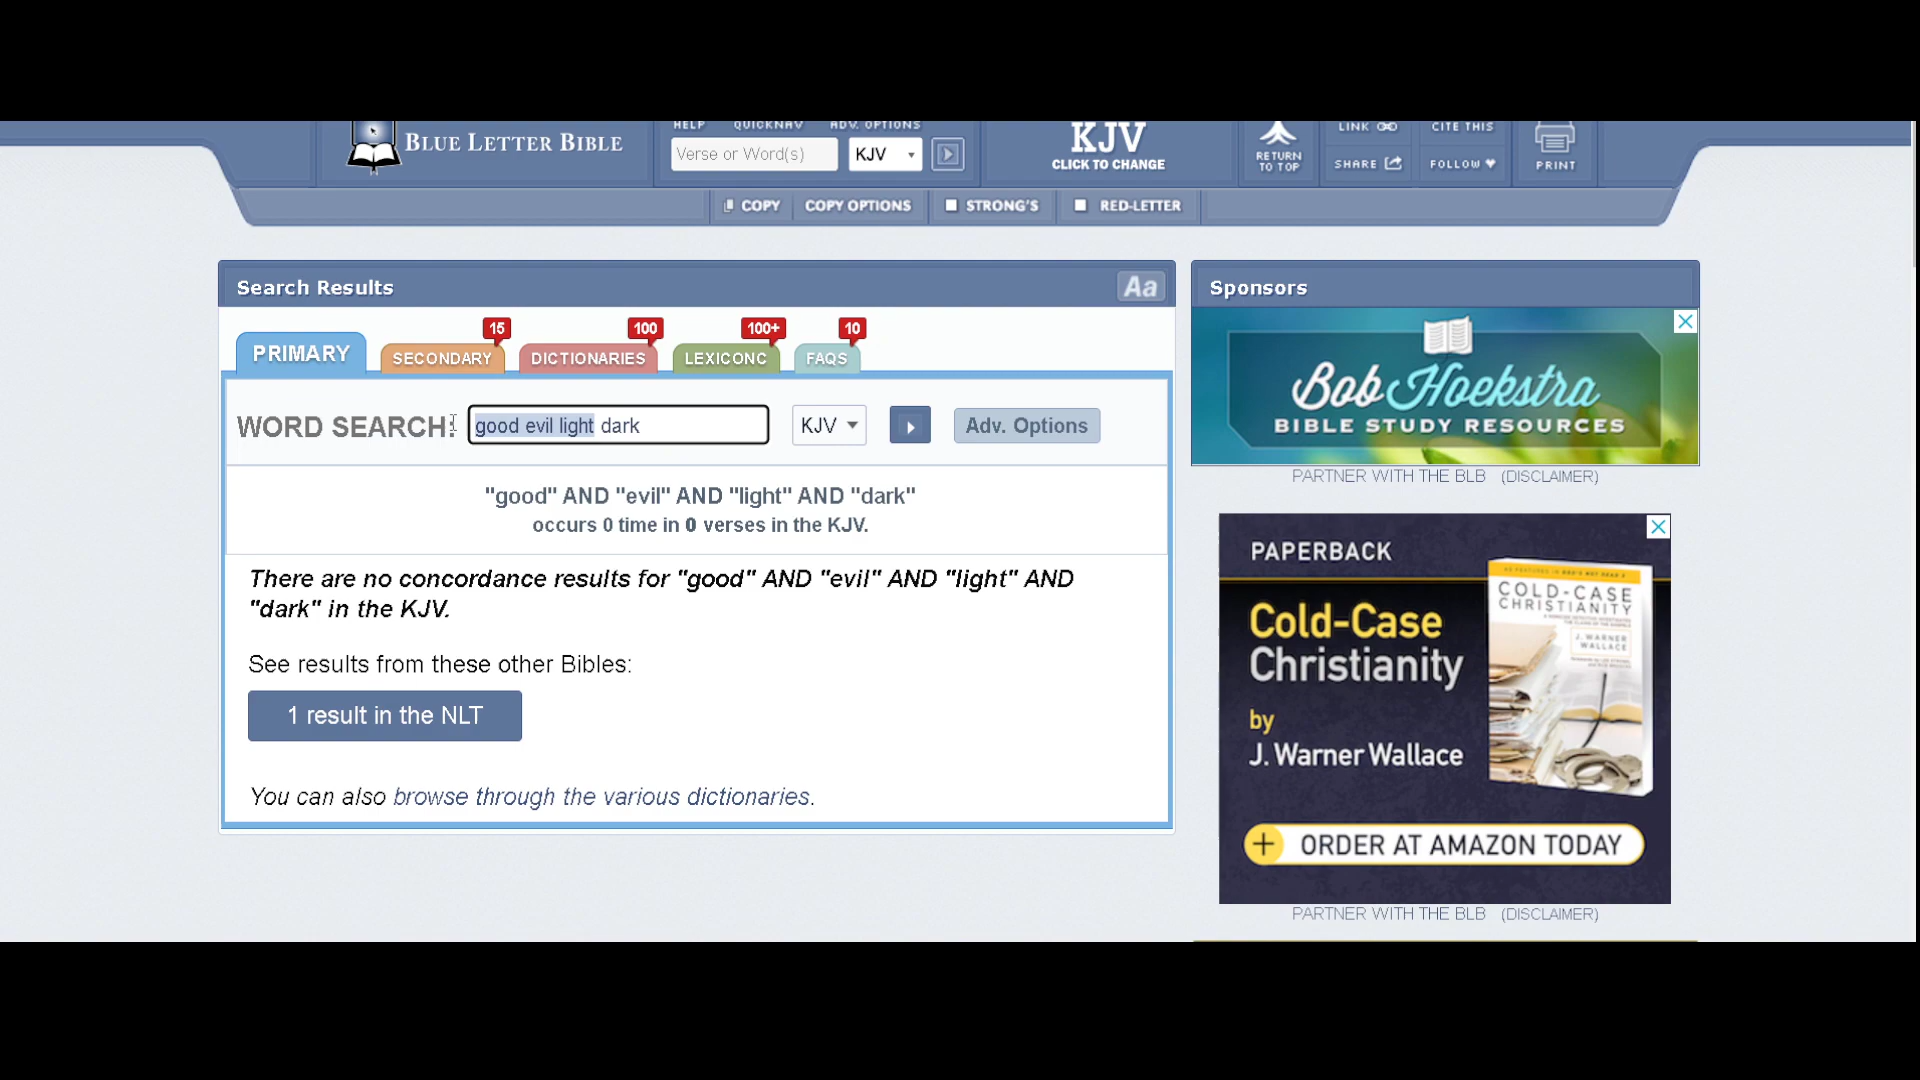 HELP QUICKNAV ADV. OPTIONS
BLUE LETTER BIBLE
Verse or Word(s) KJV
KJV
CLICK TO CHANGE
RETURN
TO TOP
LINK
CITE THIS
SHARE
FOLLOW
PRINT
COPY COPY OPTIONS STRONG'S RED-LETTER
Search Results Aa
15 100 100+ 10
PRIMARY SECONDARY DICTIONARIES LEXICONC FAQS
WORD SEARCH: good evil light dark KJV Adv. Options
"good" AND "evil" AND "light" AND "dark"
occurs 0 time in 0 verses in the KJV.
There are no concordance results for "good" AND "evil" AND "light" AND
"dark" in the KJV.
See results from these other Bibles:
1 result in the NLT
You can also browse through the various dictionaries.
Sponsors
Bob Hoekstra
BIBLE STUDY RESOURCES
PARTNER WITH THE BLB (DISCLAIMER)
PAPERBACK
Cold-Case
Christianity
by
J. Warner Wallace
COLD-CASE
CHRISTIANITY
J. WARNER
WALLACE
+ ORDER AT AMAZON TODAY
PARTNER WITH THE BLB (DISCLAIMER)